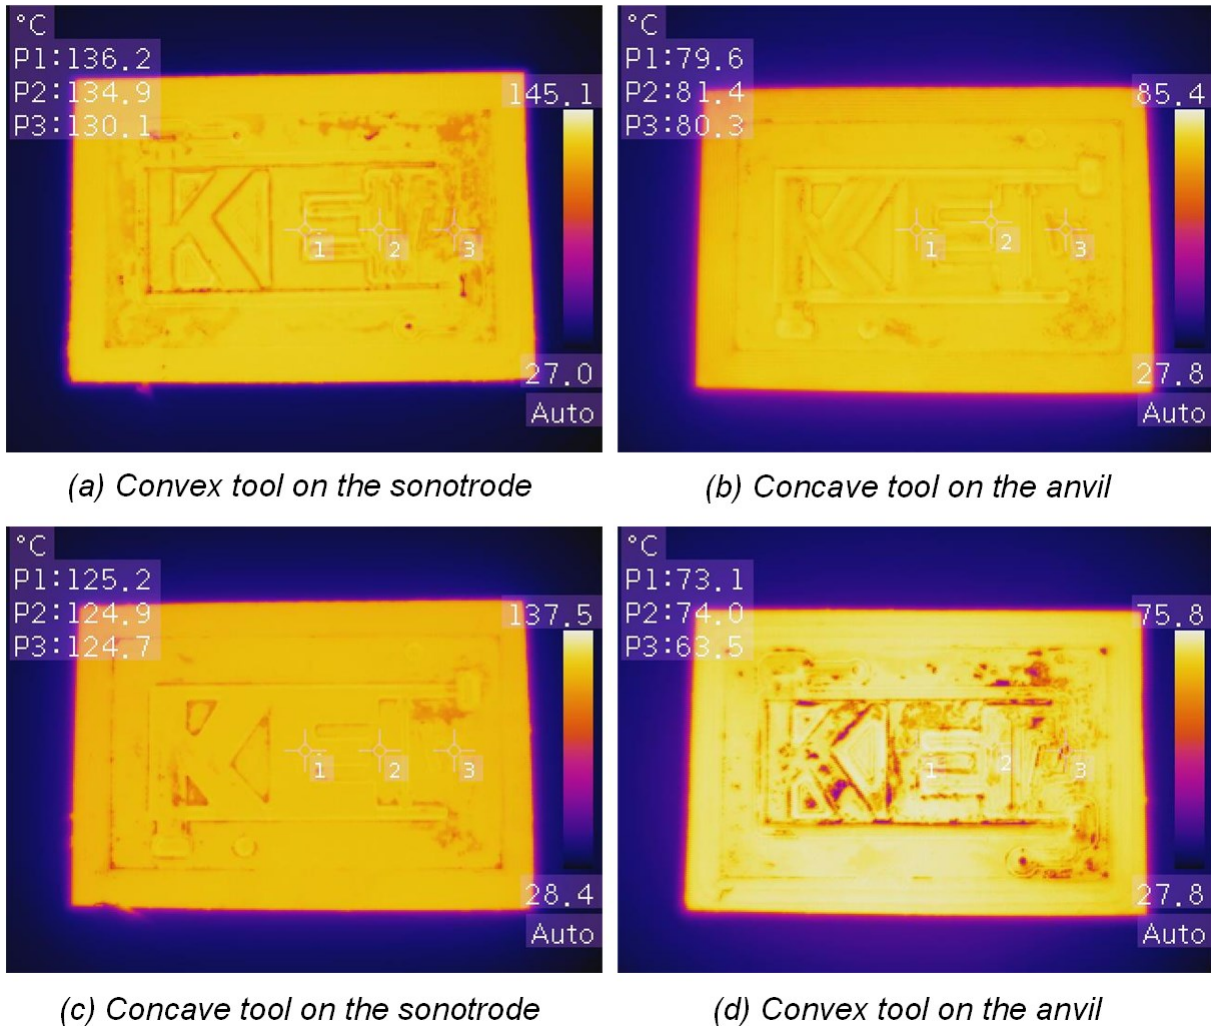 °C
P1:136.2
P2:134.9
P3:130.1
145.1
1
2
3
27.0
Auto
(a) Convex tool on the sonotrode
°C
P1:79.6
P2:81.4
P3:80.3
85.4
1
2
3
27.8
Auto
(b) Concave tool on the anvil
°C
P1:125.2
P2:124.9
P3:124.7
137.5
1
2
3
28.4
Auto
(c) Concave tool on the sonotrode
°C
P1:73.1
P2:74.0
P3:63.5
75.8
1
2
3
27.8
Auto
(d) Convex tool on the anvil